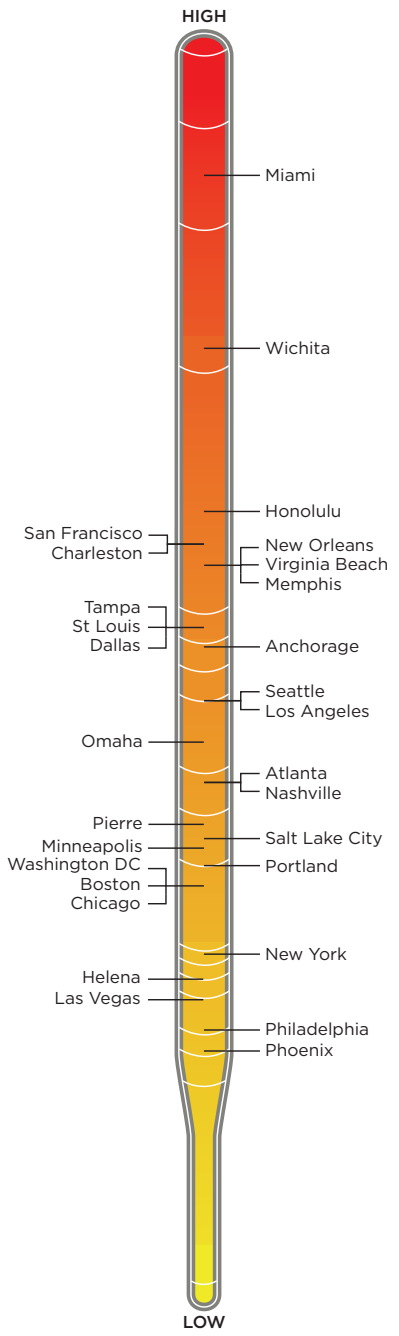 HIGH
Miami
Wichita
Honolulu
San Francisco
Charleston
New Orleans
Virginia Beach
Memphis
Tampa
St Louis
Dallas
Anchorage
Seattle
Los Angeles
Omaha
Atlanta
Nashville
Pierre
Salt Lake City
Minneapolis
Washington DC
Portland
Boston
Chicago
New York
Helena
Las Vegas
Philadelphia
Phoenix
LOW